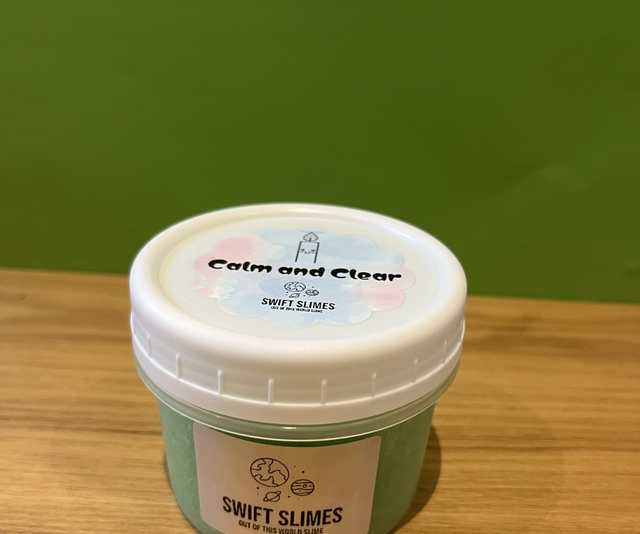 Calm and Clear
SWIFT SLIMES
OUT OF THIS WORLD SLIME
SWIFT SLIMES
OUT OF THIS WORLD SLIME